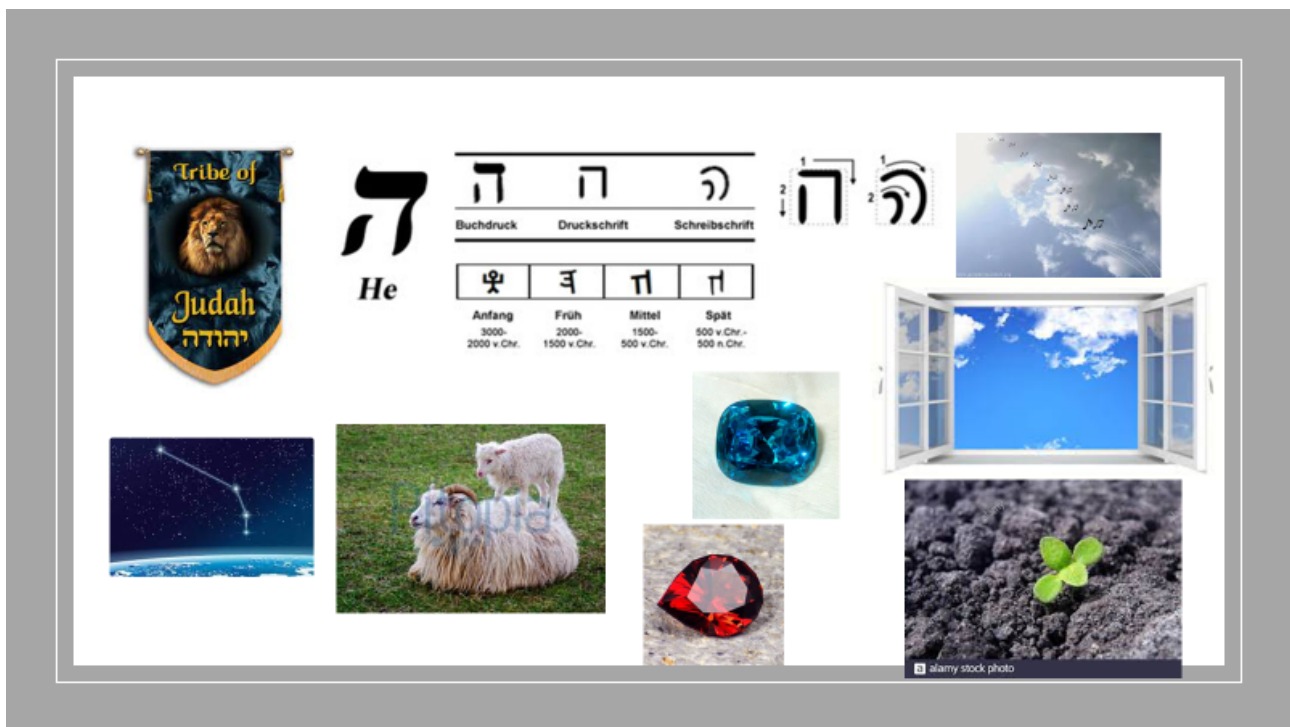 Tribe of
Judah
יהודה
ה
He
ה ה ה
Buchdruck Druckschrift Schreibschrift
Anfang Früh Mittel Spät
3000- 2000- 1500- 500 v.Chr.-
2000 v.Chr. 1500 v.Chr. 500 v.Chr. 500 n.Chr.
1 1
2 ה 2 ה
a alamy stock photo